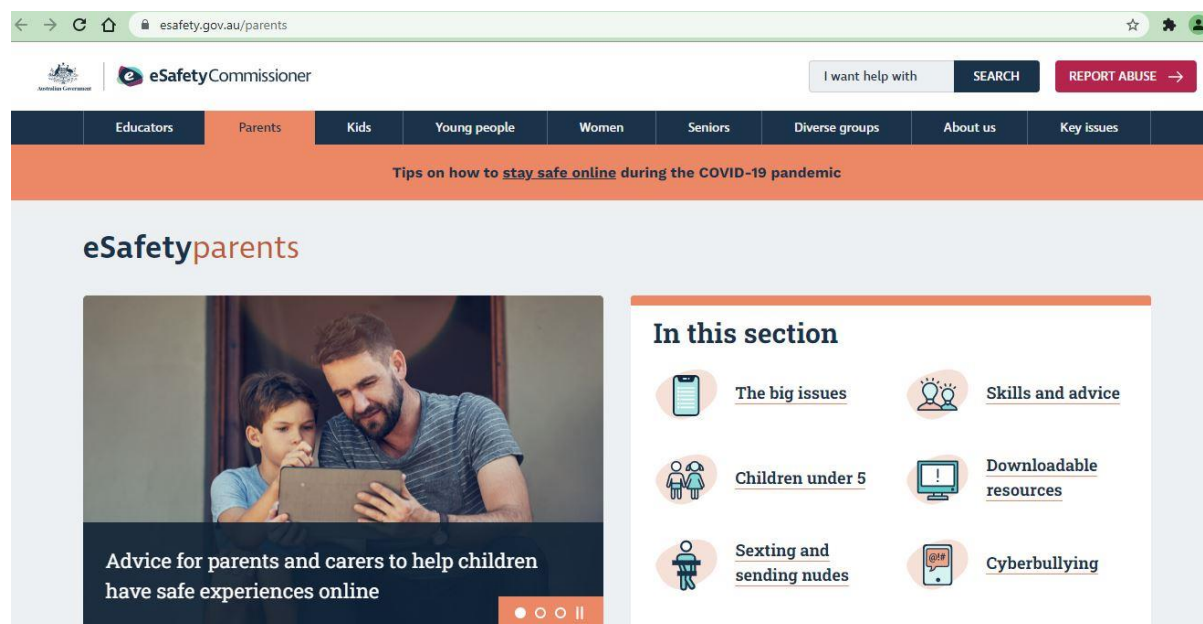 esafety.gov.au/parents
Australian Government
eSafetyCommissioner
I want help with
SEARCH
REPORT ABUSE →
Educators
Parents
Kids
Young people
Women
Seniors
Diverse groups
About us
Key issues
Tips on how to stay safe online during the COVID-19 pandemic
eSafetyparents
Advice for parents and carers to help children
have safe experiences online
In this section
The big issues
Skills and advice
Children under 5
Downloadable
resources
Sexting and
sending nudes
@!#
Cyberbullying